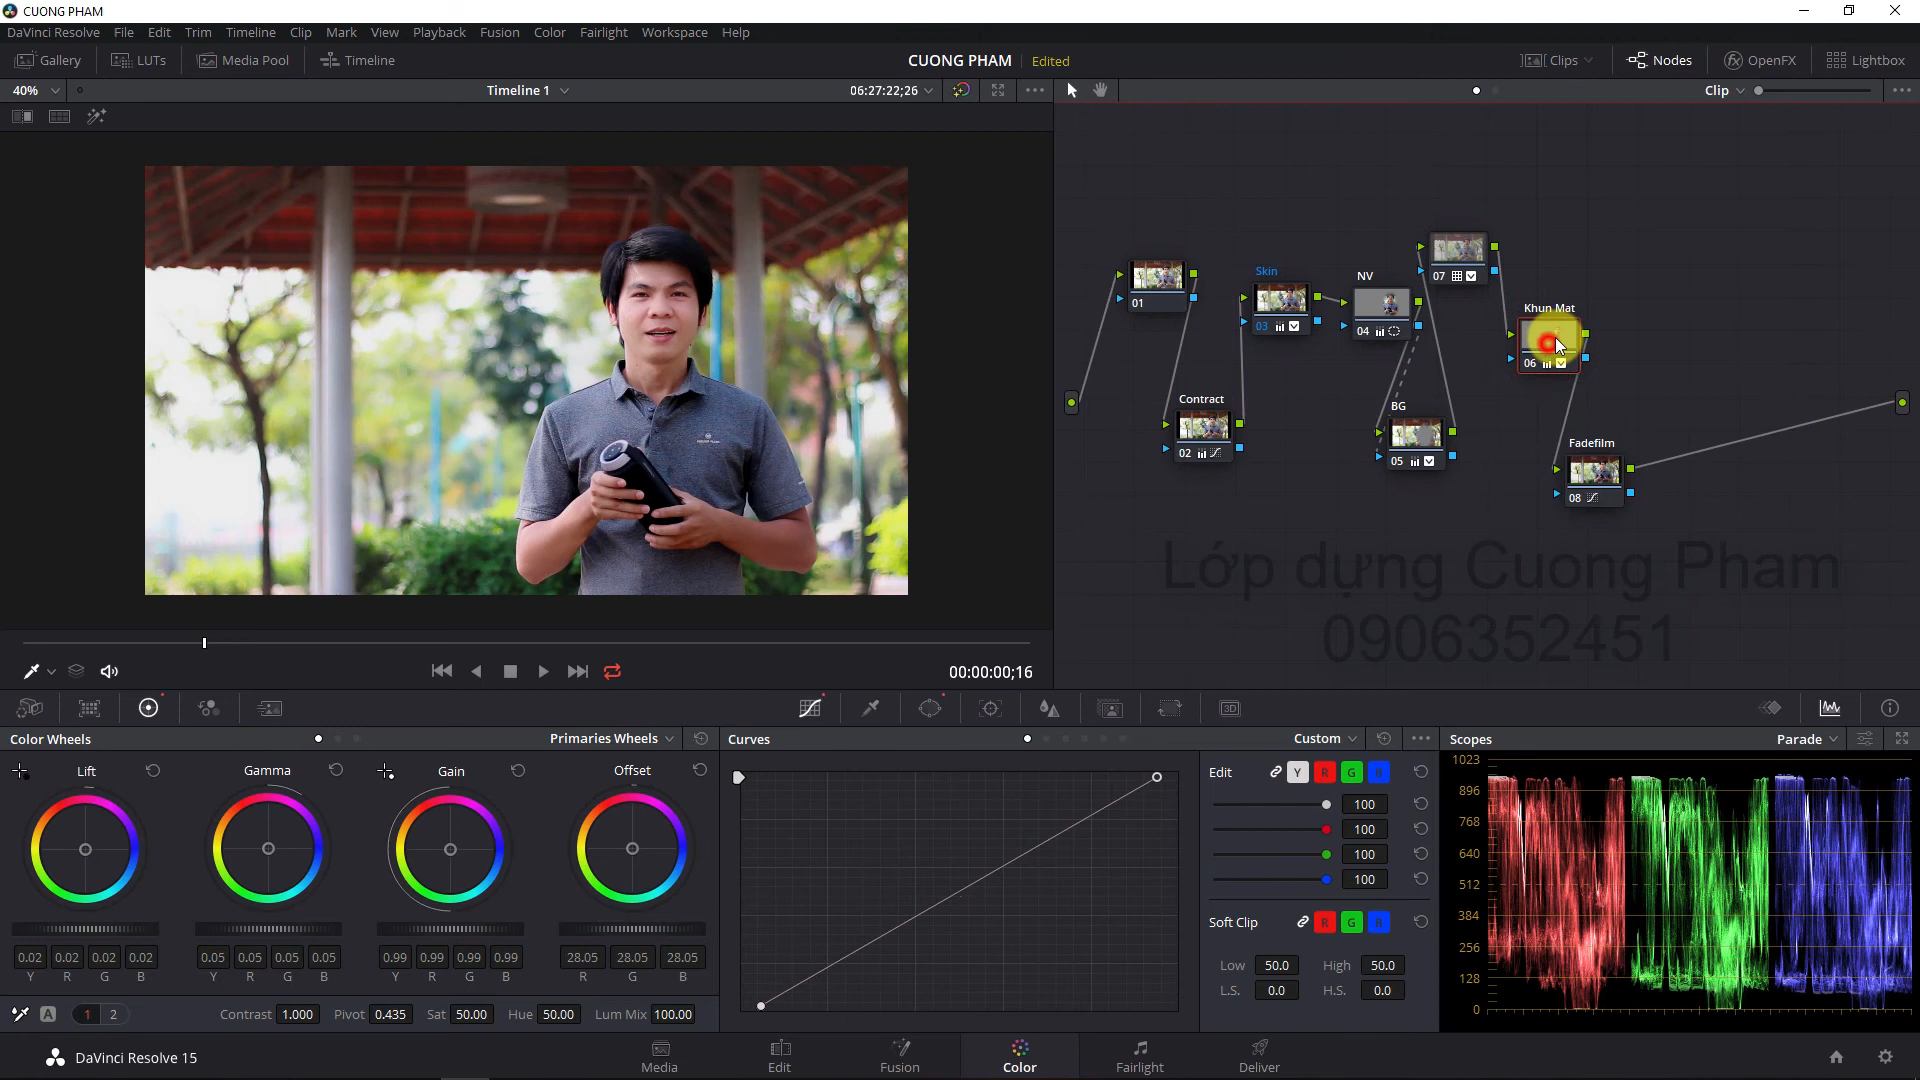 CUONG PHAM
DaVinci Resolve File Edit Trim Timeline Clip Mark View Playback Fusion Color Fairlight Workspace Help
Gallery LUTs Media Pool Timeline CUONG PHAM Edited Clips Nodes OpenFX Lightbox
40% Timeline 1 06:27:22;26 Clip
07
Skin
NV
01
Khun Mat
03
04
06
Contract
BG
02
05
Fadefilm
08
Lớp dựng Cuong Pham
0906352451
00:00:00;16
3D
Color Wheels Primaries Wheels Curves Custom Scopes Parade
Lift Gamma Gain Offset
Edit Y R G B
100
100
100
100
Soft Clip R G B
Low 50.0 High 50.0
L.S. 0.0 H.S. 0.0
0.02 0.02 0.02 0.02 0.05 0.05 0.05 0.05 0.99 0.99 0.99 0.99 28.05 28.05 28.05
Y R G B Y R G B Y R G B R G B
A 1 2 Contrast 1.000 Pivot 0.435 Sat 50.00 Hue 50.00 Lum Mix 100.00
1023
896
768
640
512
384
256
128
0
DaVinci Resolve 15 Media Edit Fusion Color Fairlight Deliver